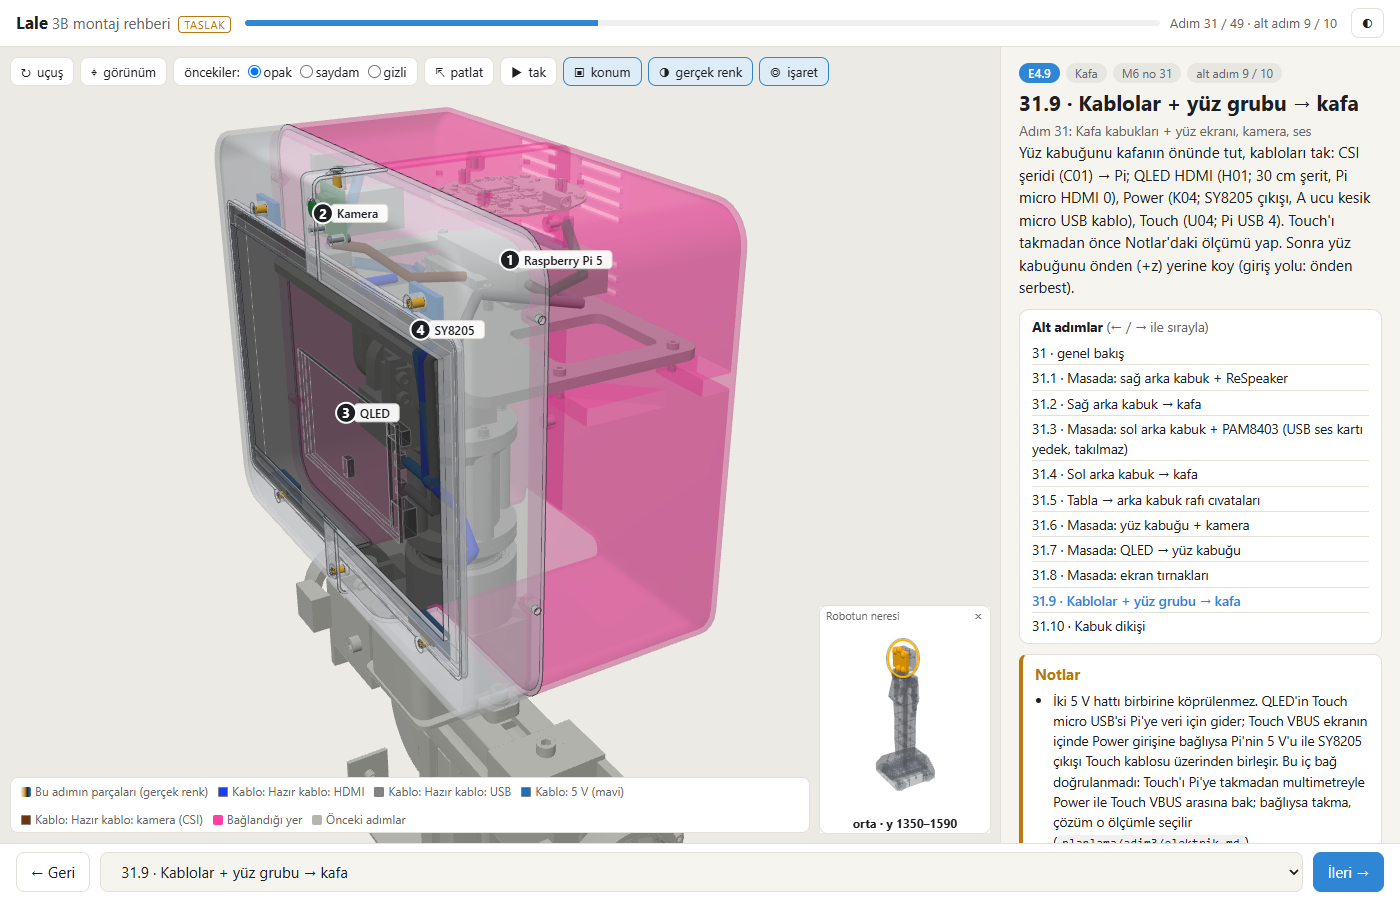 Lale 3B montaj rehberi TASLAK
Adım 31 / 49 · alt adım 9 / 10
↻ uçuş
⌖ görünüm
öncekiler: opak saydam gizli
⇱ patlat
▶ tak
▣ konum
◑ gerçek renk
◎ işaret
2 Kamera
1 Raspberry Pi 5
4 SY8205
3 QLED
Robotun neresi ×
orta · y 1350–1590
Bu adımın parçaları (gerçek renk)
Kablo: Hazır kablo: HDMI
Kablo: Hazır kablo: USB
Kablo: 5 V (mavi)
Kablo: Hazır kablo: kamera (CSI)
Bağlandığı yer
Önceki adımlar
E4.9 Kafa M6 no 31 alt adım 9 / 10
31.9 · Kablolar + yüz grubu → kafa
Adım 31: Kafa kabukları + yüz ekranı, kamera, ses
Yüz kabuğunu kafanın önünde tut, kabloları tak: CSI
şeridi (C01) → Pi; QLED HDMI (H01; 30 cm şerit, Pi
micro HDMI 0), Power (K04; SY8205 çıkışı, A ucu kesik
micro USB kablo), Touch (U04; Pi USB 4). Touch'ı
takmadan önce Notlar'daki ölçümü yap. Sonra yüz
kabuğunu önden (+z) yerine koy (giriş yolu: önden
serbest).
Alt adımlar (← / → ile sırayla)
31 · genel bakış
31.1 · Masada: sağ arka kabuk + ReSpeaker
31.2 · Sağ arka kabuk → kafa
31.3 · Masada: sol arka kabuk + PAM8403 (USB ses kartı
yedek, takılmaz)
31.4 · Sol arka kabuk → kafa
31.5 · Tabla → arka kabuk rafı cıvataları
31.6 · Masada: yüz kabuğu + kamera
31.7 · Masada: QLED → yüz kabuğu
31.8 · Masada: ekran tırnakları
31.9 · Kablolar + yüz grubu → kafa
31.10 · Kabuk dikişi
Notlar
• İki 5 V hattı birbirine köprülenmez. QLED'in Touch
micro USB'si Pi'ye veri için gider; Touch VBUS ekranın
içinde Power girişine bağlıysa Pi'nin 5 V'u ile SY8205
çıkışı Touch kablosu üzerinden birleşir. Bu iç bağ
doğrulanmadı: Touch'ı Pi'ye takmadan multimetreyle
Power ile Touch VBUS arasına bak; bağlıysa takma,
çözüm o ölçümle seçilir
← Geri
31.9 · Kablolar + yüz grubu → kafa
İleri →